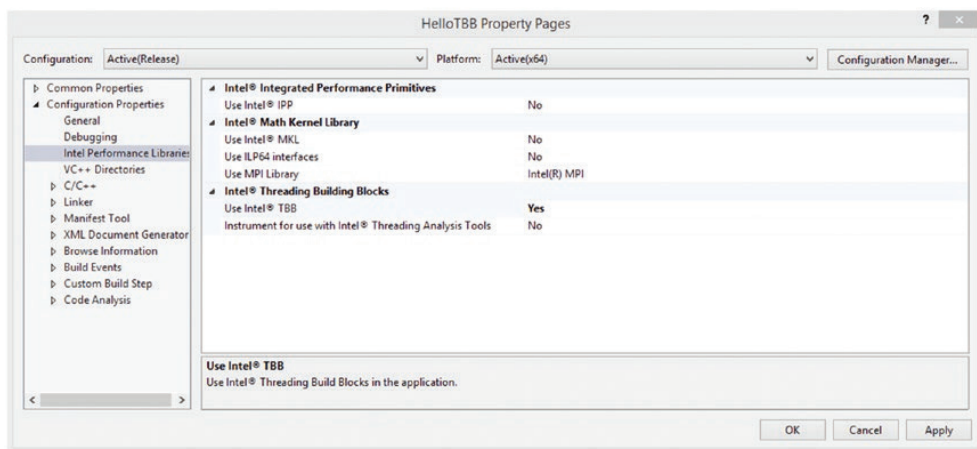 HelloTBB Property Pages
?
Configuration: Active(Release) Platform: Active(x64) Configuration Manager...
Common Properties
Configuration Properties
General
Debugging
Intel Performance Libraries
VC++ Directories
C/C++
Linker
Manifest Tool
XML Document Generator
Browse Information
Build Events
Custom Build Step
Code Analysis
Intel® Integrated Performance Primitives
Use Intel® IPP No
Intel® Math Kernel Library
Use Intel® MKL No
Use ILP64 interfaces No
Use MPI Library Intel(R) MPI
Intel® Threading Building Blocks
Use Intel® TBB Yes
Instrument for use with Intel® Threading Analysis Tools No
Use Intel® TBB
Use Intel® Threading Build Blocks in the application.
OK Cancel Apply